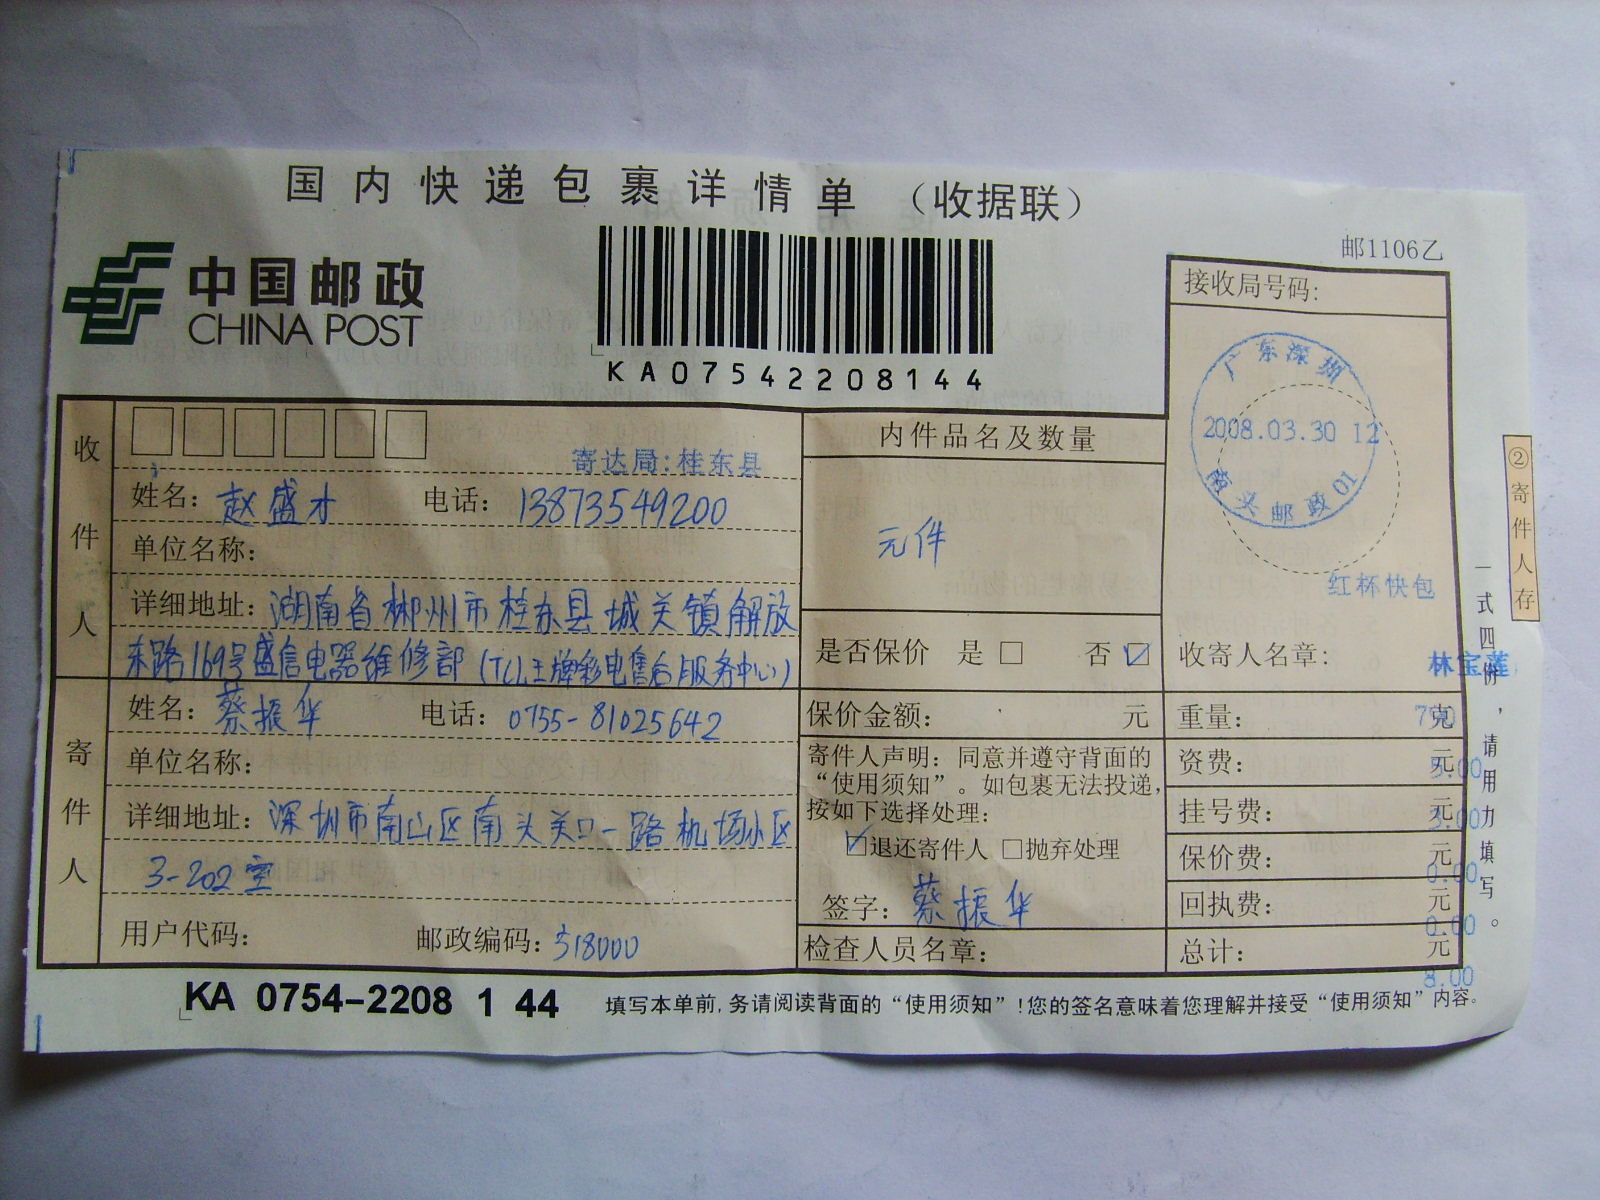 国内快递包裹详情单（收据联）
邮1106乙
中国邮政
CHINA POST
KA07542208144
接收局号码:
广东深圳
2008.03.30 12
南头邮政01
红杯快包
收件人
寄达局:桂东县
姓名: 赵盛才 电话: 13873549200
单位名称:
详细地址: 湖南省郴州市桂东县城关镇解放
东路169号盛信电器维修部(TCL王牌彩电售后服务中心)
寄件人
姓名: 蔡振华 电话: 0755-81025642
单位名称:
详细地址: 深圳市南山区南头关口一路机场小区
3-202室
用户代码: 邮政编码: 518000
内件品名及数量
元件
是否保价 是□ 否☑
保价金额: 元
寄件人声明: 同意并遵守背面的
“使用须知”。如包裹无法投递,
按如下选择处理:
☑退还寄件人 □抛弃处理
签字: 蔡振华
检查人员名章:
收寄人名章: 林宝莲
重量: 克
资费: 元 5.00
挂号费: 元 3.00
保价费: 元 0.00
回执费: 元 0.00
总计: 元 8.00
②寄件人存
一式四份，请用力填写。
KA 0754-2208 1 44
填写本单前,务请阅读背面的“使用须知”!您的签名意味着您理解并接受“使用须知”内容。